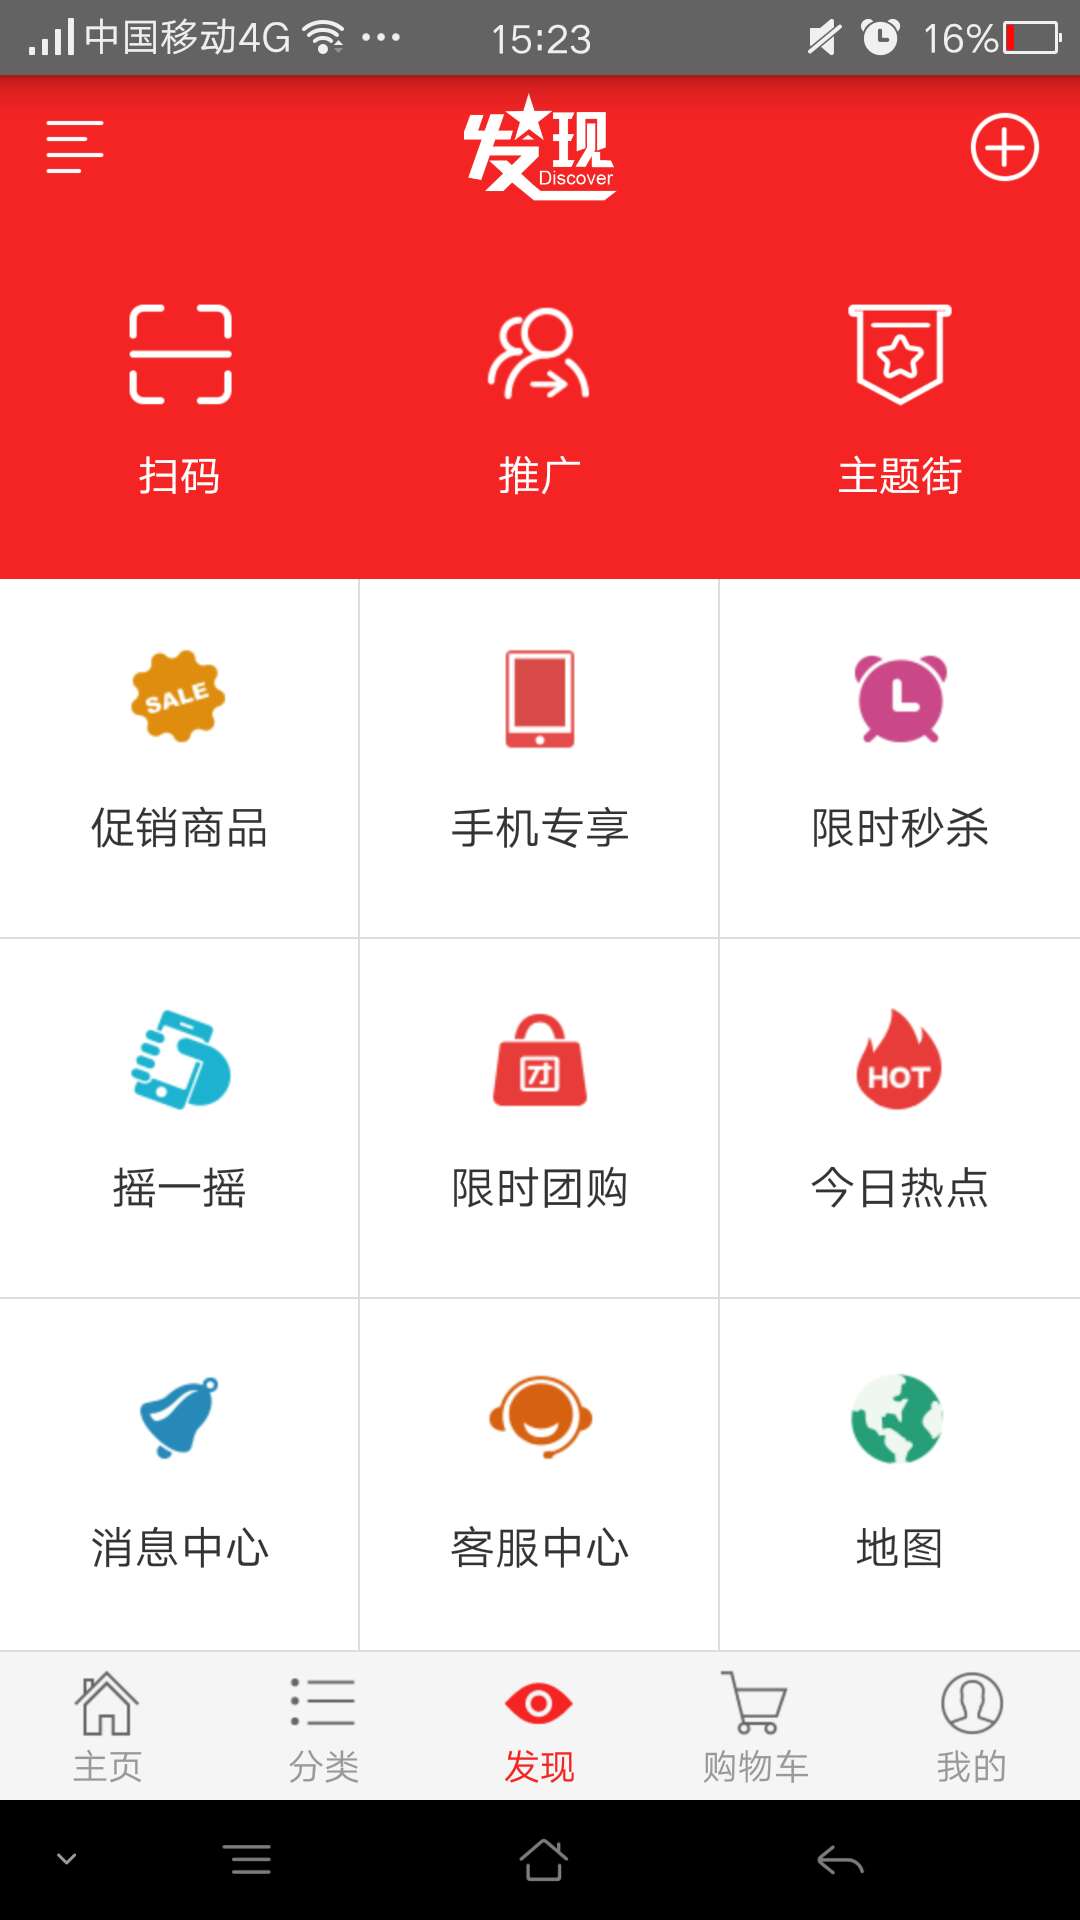 中国移动4G 15:23 16%
发现
Discover
扫码 推广 主题街
SALE
促销商品 手机专享 限时秒杀
团 HOT
摇一摇 限时团购 今日热点
消息中心 客服中心 地图
主页 分类 发现 购物车 我的